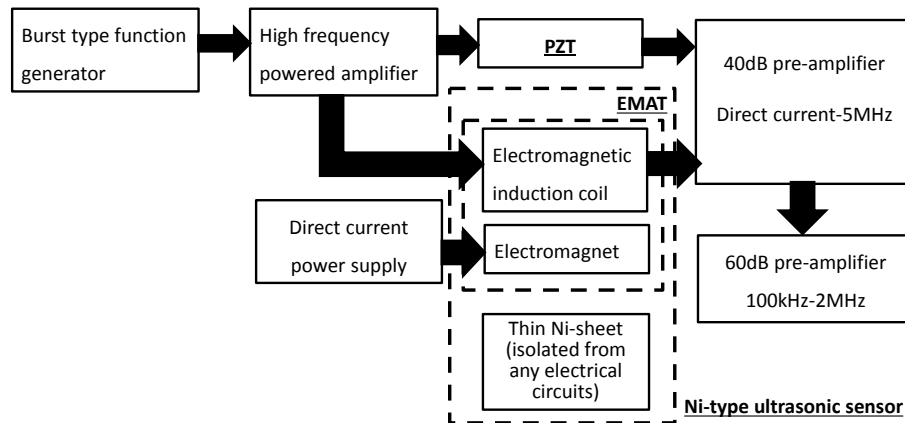 Burst type function
generator
High frequency
powered amplifier
PZT
40dB pre-amplifier
Direct current-5MHz
EMAT
Electromagnetic
induction coil
Direct current
power supply
Electromagnet
60dB pre-amplifier
100kHz-2MHz
Thin Ni-sheet
(isolated from
any electrical
circuits)
Ni-type ultrasonic sensor